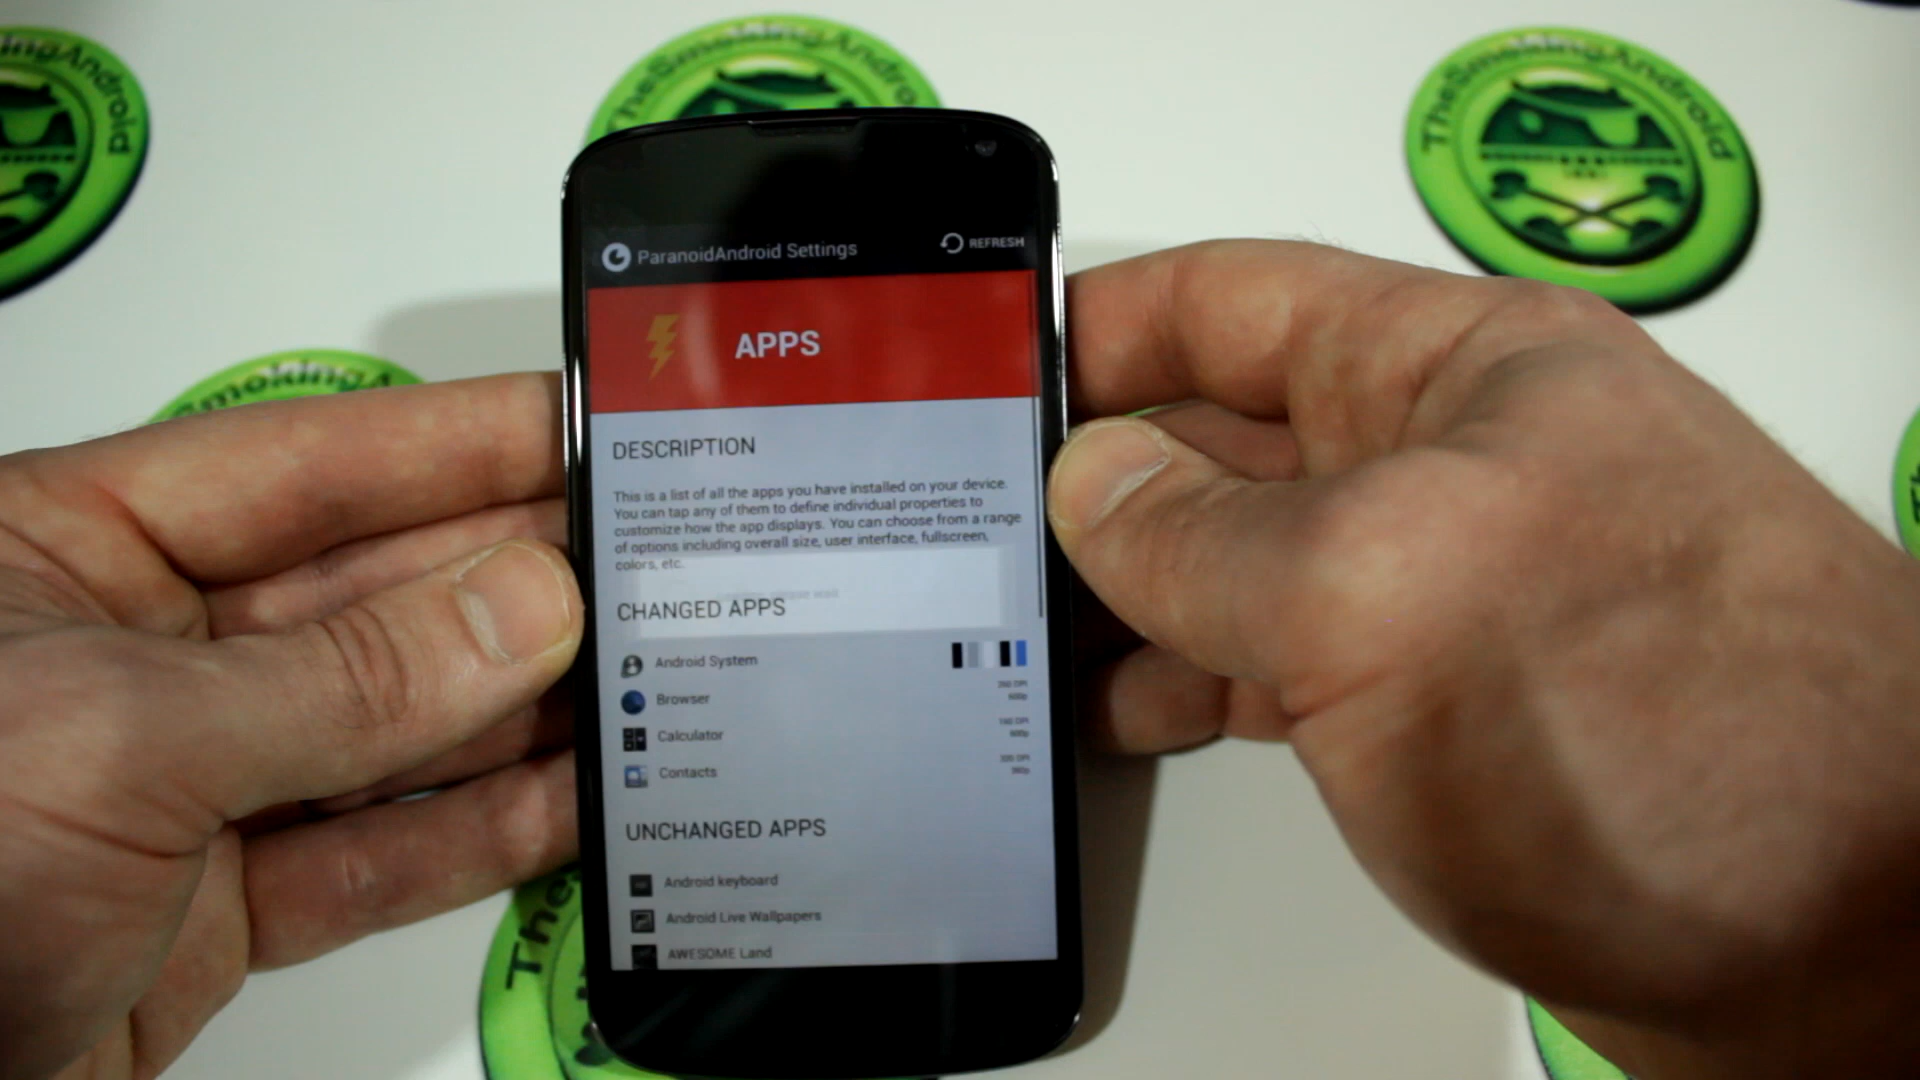 TheSmokingAndroid
TheSmokingAndroid
ParanoidAndroid Settings
REFRESH
APPS
DESCRIPTION
This is a list of all the apps you have installed on your device.
You can tap any of them to define individual properties to
customize how the app displays. You can choose from a range
of options including overall size, user interface, fullscreen,
colors, etc.
CHANGED APPS
Android System
Browser
Calculator
Contacts
UNCHANGED APPS
Android keyboard
Android Live Wallpapers
AWESOME Land
The